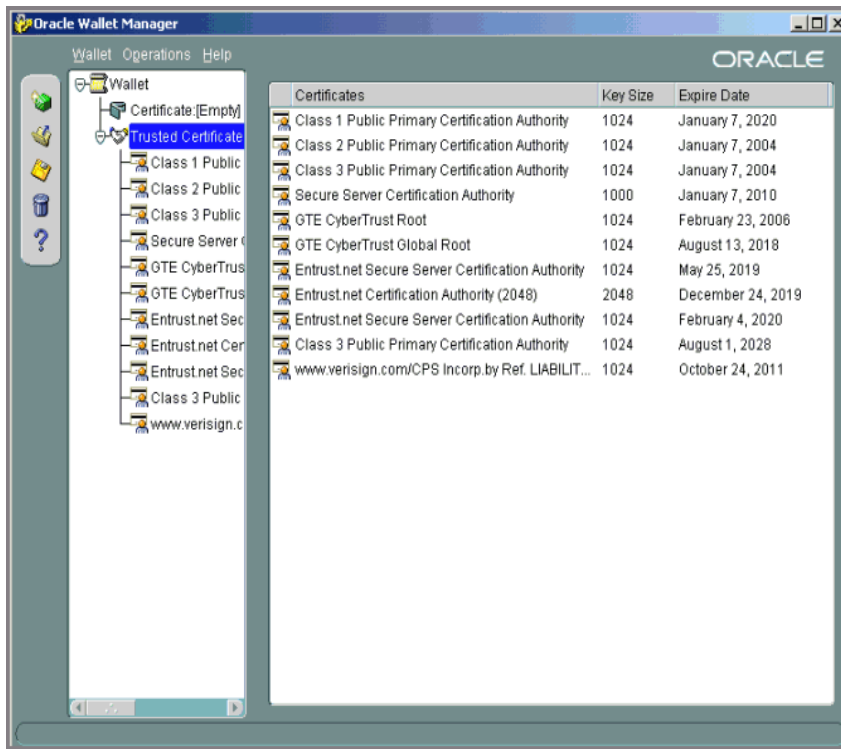 Oracle Wallet Manager
Wallet Operations Help
ORACLE
Wallet
Certificate:[Empty]
Trusted Certificate
Class 1 Public
Class 2 Public
Class 3 Public
Secure Server
GTE CyberTrus
GTE CyberTrus
Entrust.net Sec
Entrust.net Cer
Entrust.net Sec
Class 3 Public
www.verisign.c
Certificates Key Size Expire Date
Class 1 Public Primary Certification Authority 1024 January 7, 2020
Class 2 Public Primary Certification Authority 1024 January 7, 2004
Class 3 Public Primary Certification Authority 1024 January 7, 2004
Secure Server Certification Authority 1000 January 7, 2010
GTE CyberTrust Root 1024 February 23, 2006
GTE CyberTrust Global Root 1024 August 13, 2018
Entrust.net Secure Server Certification Authority 1024 May 25, 2019
Entrust.net Certification Authority (2048) 2048 December 24, 2019
Entrust.net Secure Server Certification Authority 1024 February 4, 2020
Class 3 Public Primary Certification Authority 1024 August 1, 2028
www.verisign.com/CPS Incorp.by Ref. LIABILIT... 1024 October 24, 2011